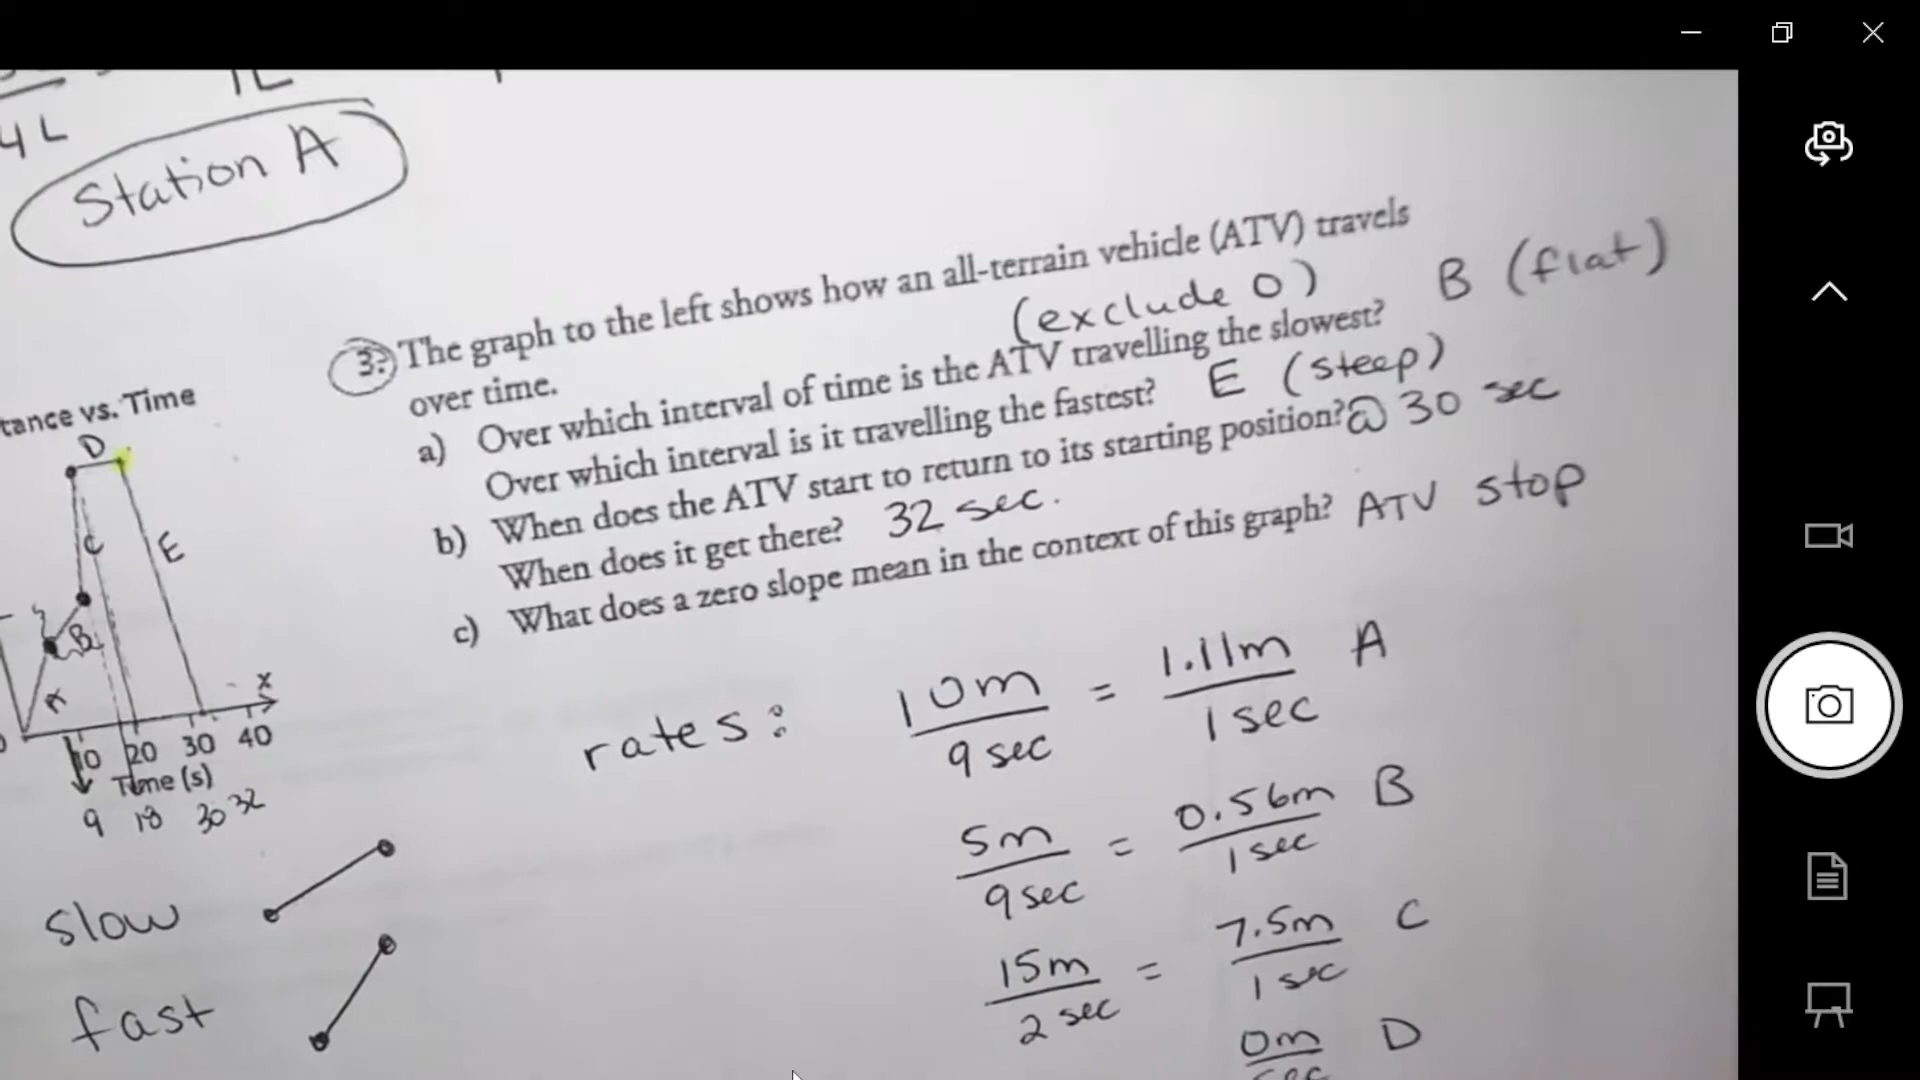 4L
1L
Station A
3. The graph to the left shows how an all-terrain vehicle (ATV) travels
over time.
(exclude 0)
a) Over which interval of time is the ATV travelling the slowest? B (flat)
Over which interval is it travelling the fastest? E (steep)
b) When does the ATV start to return to its starting position? @ 30 sec
When does it get there? 32 sec.
c) What does a zero slope mean in the context of this graph? ATV stop
tance vs. Time
D
C
E
B
A
x
0
10 20 30 40
Time (s)
9 18 30 32
slow
fast
rates: 10m = 1.11m A
9 sec 1 sec
5m = 0.56m B
9 sec 1 sec
15m = 7.5m C
2 sec 1 sec
0m D
sec